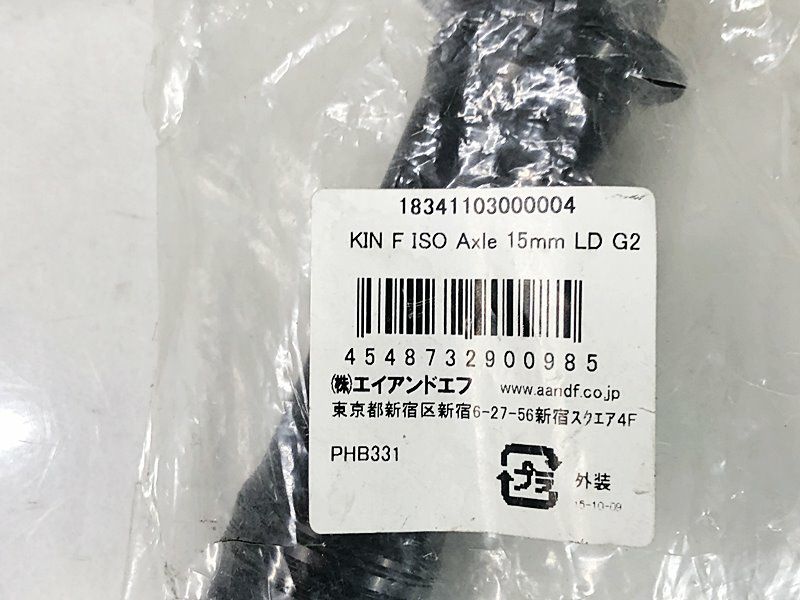 18341103000004
KIN F ISO Axle 15mm LD G2
4548732900985
㈱エイアンドエフ www.aandf.co.jp
東京都新宿区新宿6-27-56新宿スクエア4F
PHB331
プラ 外装
15-10-09